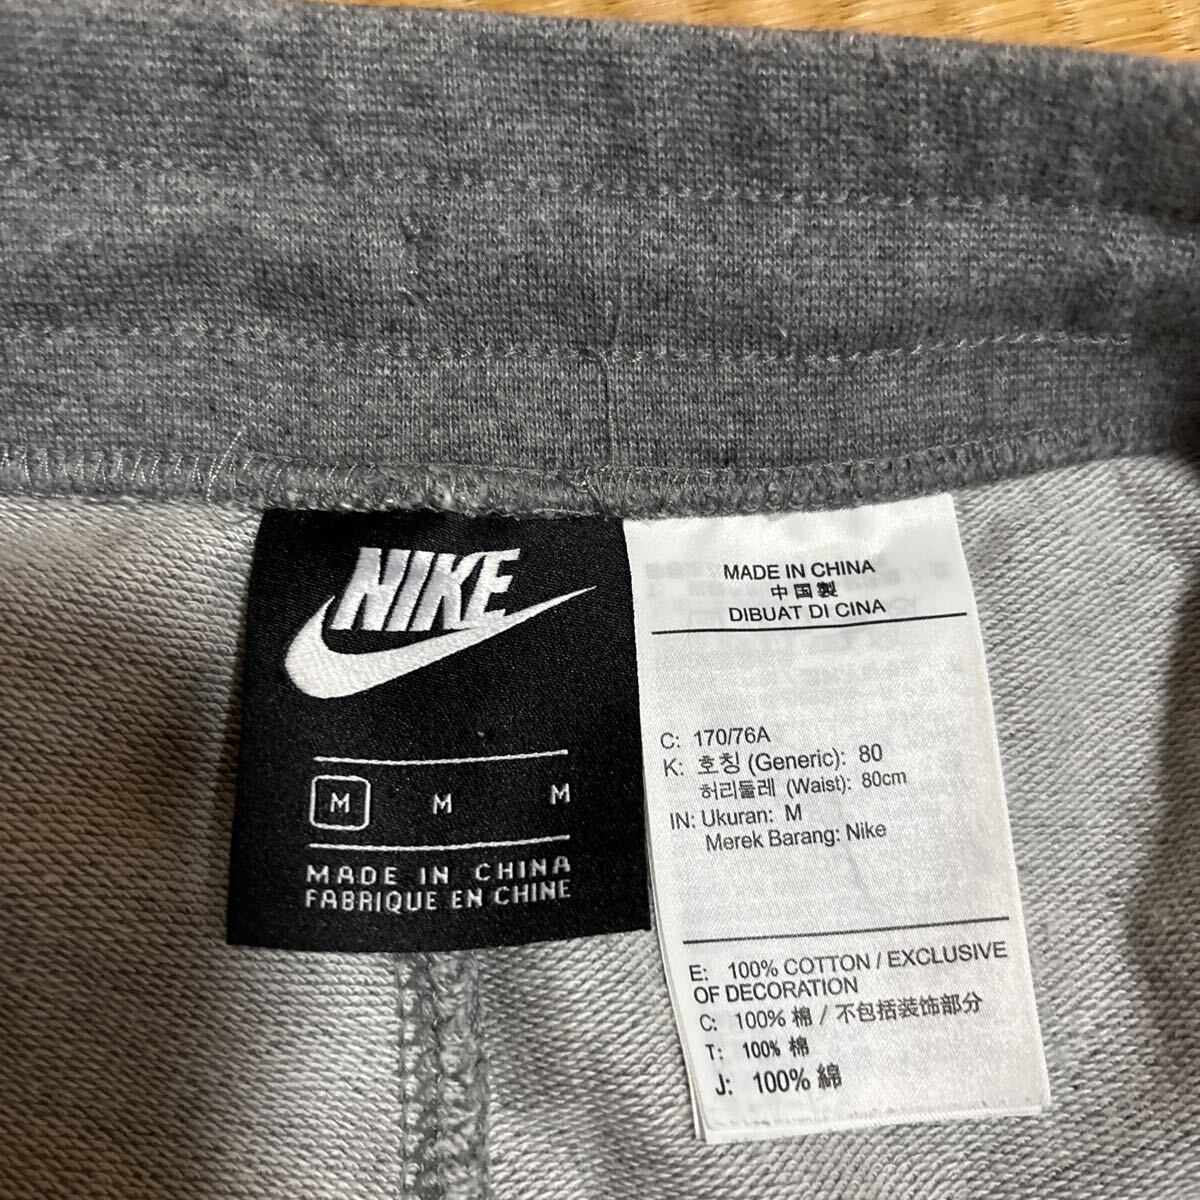 NIKE
M M M
MADE IN CHINA
FABRIQUE EN CHINE
MADE IN CHINA
中国製
DIBUAT DI CINA
C: 170/76A
K: 호칭 (Generic): 80
허리둘레 (Waist): 80cm
IN: Ukuran: M
Merek Barang: Nike
E: 100% COTTON / EXCLUSIVE
OF DECORATION
C: 100% 棉 / 不包括装饰部分
T: 100% 棉
J: 100% 綿